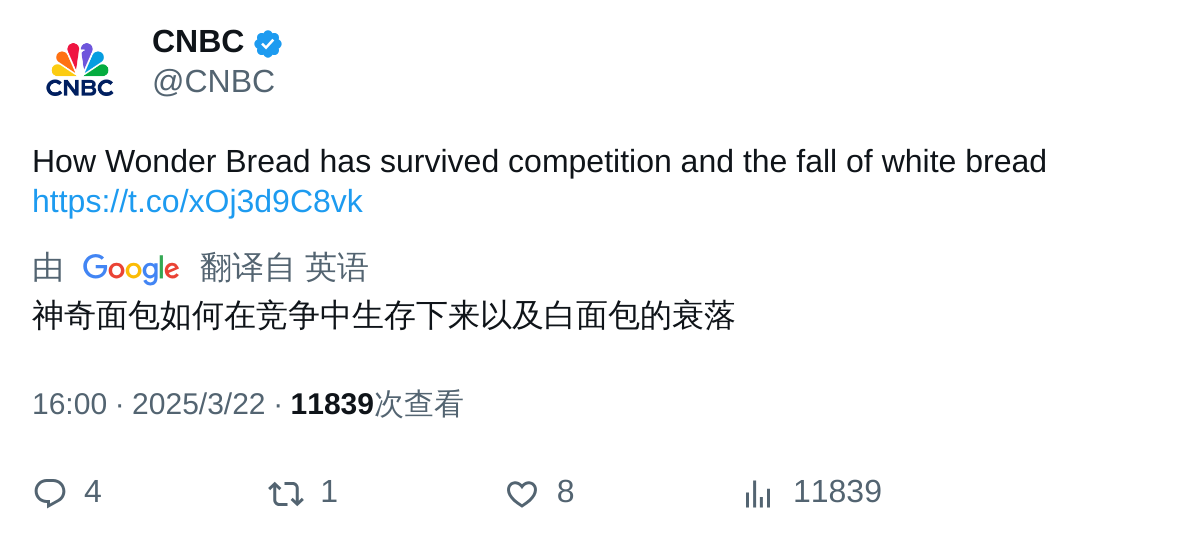 CNBC
CNBC
@CNBC
How Wonder Bread has survived competition and the fall of white bread
https://t.co/xOj3d9C8vk
由 Google 翻译自 英语
神奇面包如何在竞争中生存下来以及白面包的衰落
16:00 · 2025/3/22 · 11839次查看
4 1 8 11839